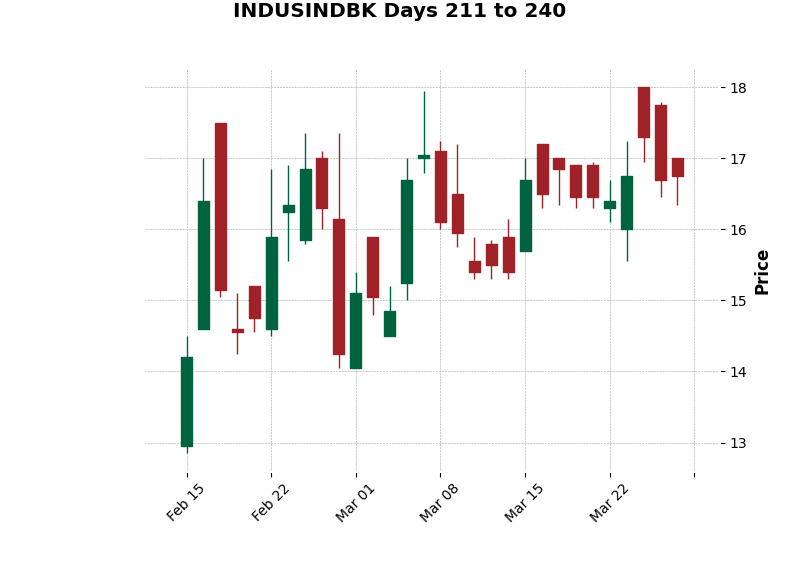 INDUSINDBK Days 211 to 240
18
17
16
15
14
13
Price
Feb 15
Feb 22
Mar 01
Mar 08
Mar 15
Mar 22